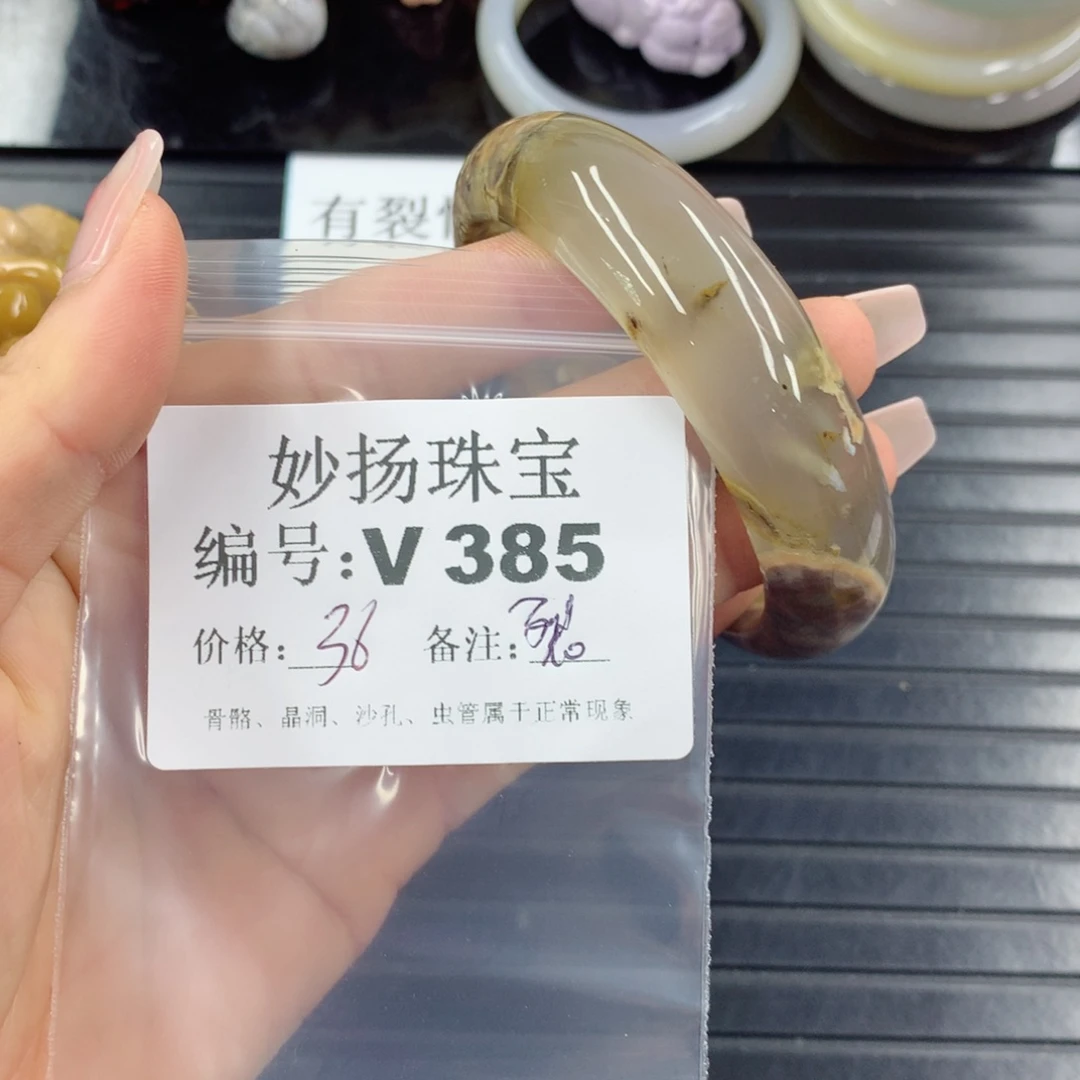 有裂
妙扬珠宝
编号:V 385
价格: 36 备注: 裂
骨骼、晶洞、沙孔、虫管属于正常现象